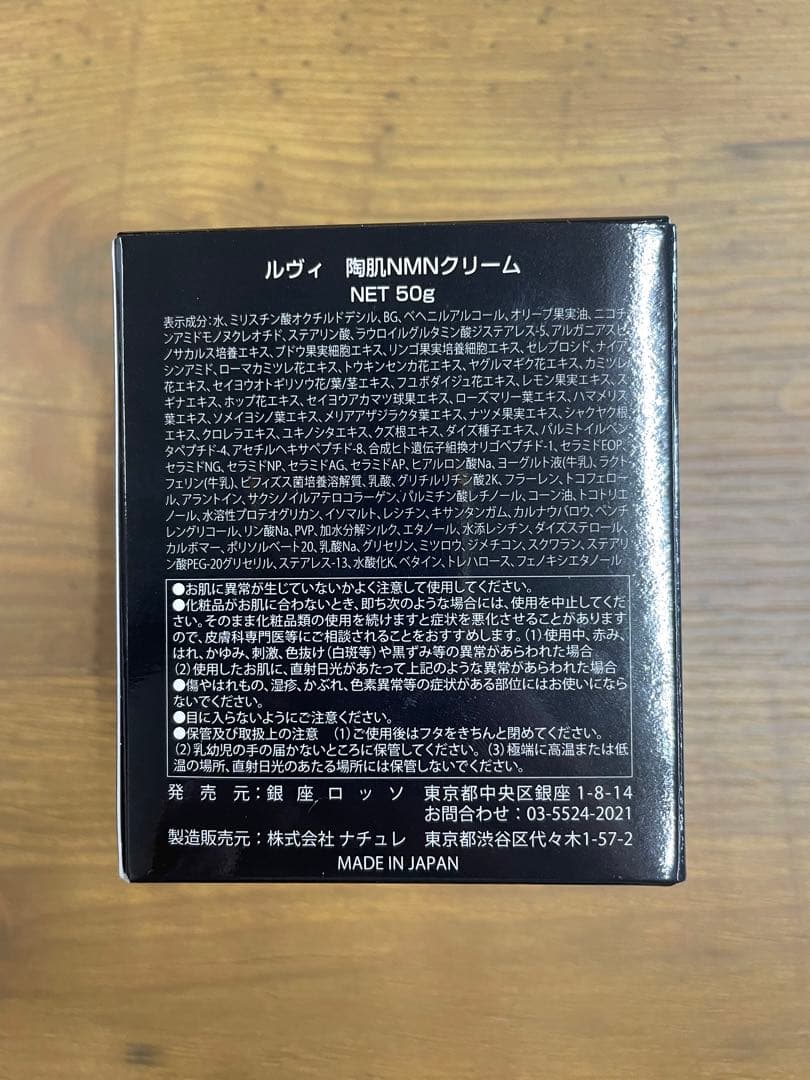 ルヴィ 陶肌NMNクリーム
NET 50g
表示成分:水、ミリスチン酸オクチルドデシル、BG、ベヘニルアルコール、オリーブ果実油、ニコチ
ンアミドモノヌクレオチド、ステアリン酸、ラウロイルグルタミン酸ジステアレス-5、アルガニアスピ
ノサカルス培養エキス、ブドウ果実細胞エキス、リンゴ果実培養細胞エキス、セレブロシド、ナイア
シンアミド、ローマカミツレ花エキス、トウキンセンカ花エキス、ヤグルマギク花エキス、カミツレ
花エキス、セイヨウオトギリソウ花/葉/茎エキス、フユボダイジュ花エキス、レモン果実エキス、ス
ギナエキス、ホップ花エキス、セイヨウアカマツ球果エキス、ローズマリー葉エキス、ハマメリス
葉エキス、ソメイヨシノ葉エキス、メリアアザジラクタ葉エキス、ナツメ果実エキス、シャクヤク根
エキス、クロレラエキス、ユキノシタエキス、クズ根エキス、ダイズ種子エキス、パルミトイルペン
タペプチド-4、アセチルヘキサペプチド-8、合成ヒト遺伝子組換オリゴペプチド-1、セラミドEOP、
セラミドNG、セラミドNP、セラミドAG、セラミドAP、ヒアルロン酸Na、ヨーグルト液(牛乳)、ラクト
フェリン(牛乳)、ビフィズス菌培養溶解質、乳酸、グリチルリチン酸2K、フラーレン、トコフェロ
ール、アラントイン、サクシノイルアテロコラーゲン、パルミチン酸レチノール、コーン油、トコトリエ
ノール、水溶性プロテオグリカン、イソマルト、レシチン、キサンタンガム、カルナウバロウ、ペンチ
レングリコール、リン酸Na、PVP、加水分解シルク、エタノール、水添レシチン、ダイズステロール、
カルボマー、ポリソルベート20、乳酸Na、グリセリン、ミツロウ、ジメチコン、スクワラン、ステアリ
ン酸PEG-20グリセリル、ステアレス-13、水酸化K、ベタイン、トレハロース、フェノキシエタノール
●お肌に異常が生じていないかよく注意して使用してください。
●化粧品がお肌に合わないとき、即ち次のような場合には、使用を中止してくだ
さい。そのまま化粧品類の使用を続けますと症状を悪化させることがあります
ので、皮膚科専門医等にご相談されることをおすすめします。(1)使用中、赤み、
はれ、かゆみ、刺激、色抜け(白斑等)や黒ずみ等の異常があらわれた場合
(2)使用したお肌に、直射日光があたって上記のような異常があらわれた場合
●傷やはれもの、湿疹、かぶれ、色素異常等の症状がある部位にはお使いになら
ないでください。
●目に入らないようにご注意ください。
●保管及び取扱上の注意 (1)ご使用後はフタをきちんと閉めてください。
(2)乳幼児の手の届かないところに保管してください。(3)極端に高温または低
温の場所、直射日光のあたる場所には保管しないでください。
発 売 元:銀 座 ロ ッ ソ 東京都中央区銀座 1-8-14
お問合わせ:03-5524-2021
製造販売元:株式会社 ナチュレ 東京都渋谷区代々木1-57-2
MADE IN JAPAN